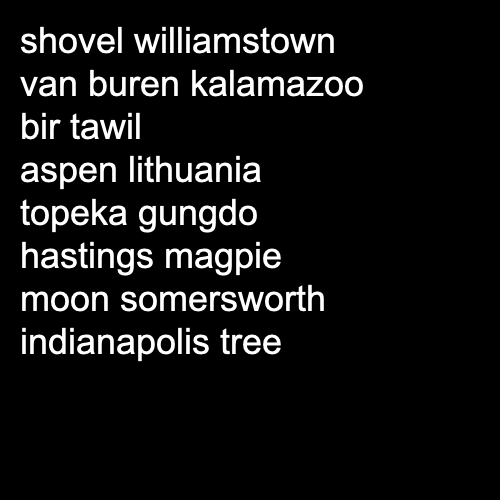 shovel williamstown
van buren kalamazoo
bir tawil
aspen lithuania
topeka gungdo
hastings magpie
moon somersworth
indianapolis tree